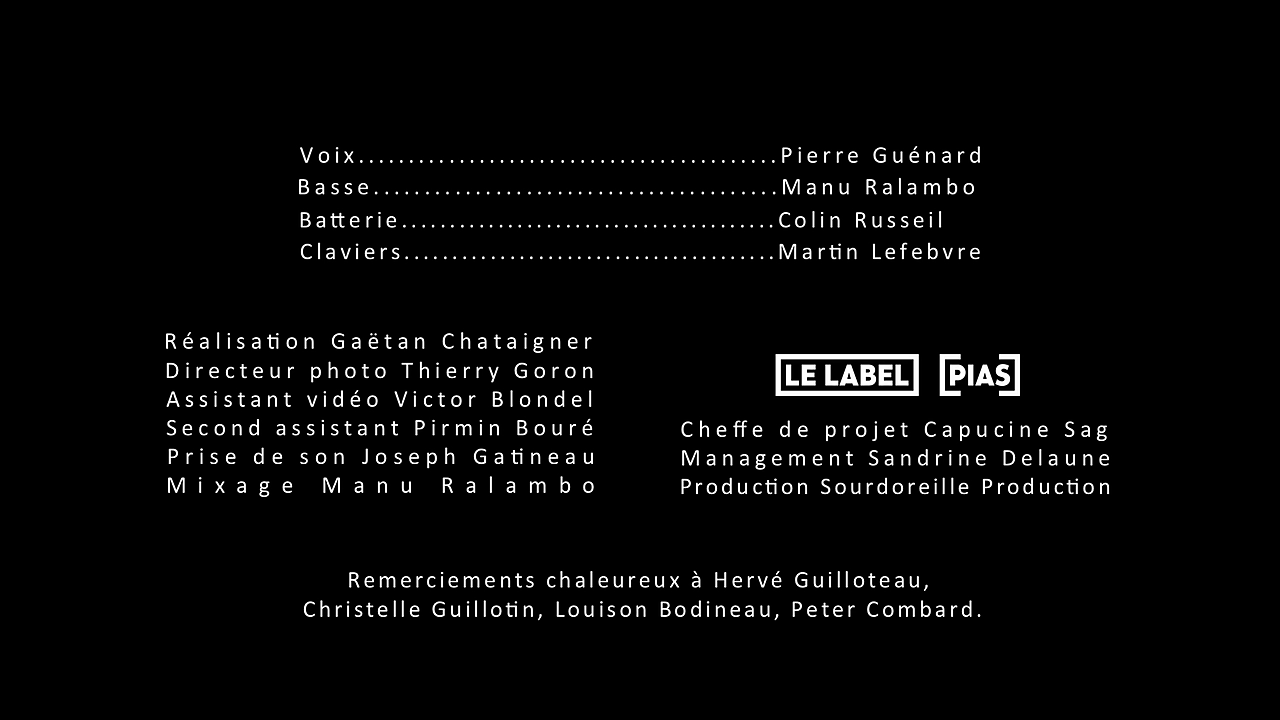 Voix..........................................Pierre Guénard
Basse.........................................Manu Ralambo
Batterie......................................Colin Russeil
Claviers......................................Martin Lefebvre
Réalisation Gaëtan Chataigner
Directeur photo Thierry Goron
Assistant vidéo Victor Blondel
Second assistant Pirmin Bouré
Prise de son Joseph Gatineau
Mixage Manu Ralambo
LE LABEL [PIAS]
Cheffe de projet Capucine Sag
Management Sandrine Delaune
Production Sourdoreille Production
Remerciements chaleureux à Hervé Guilloteau,
Christelle Guillotin, Louison Bodineau, Peter Combard.